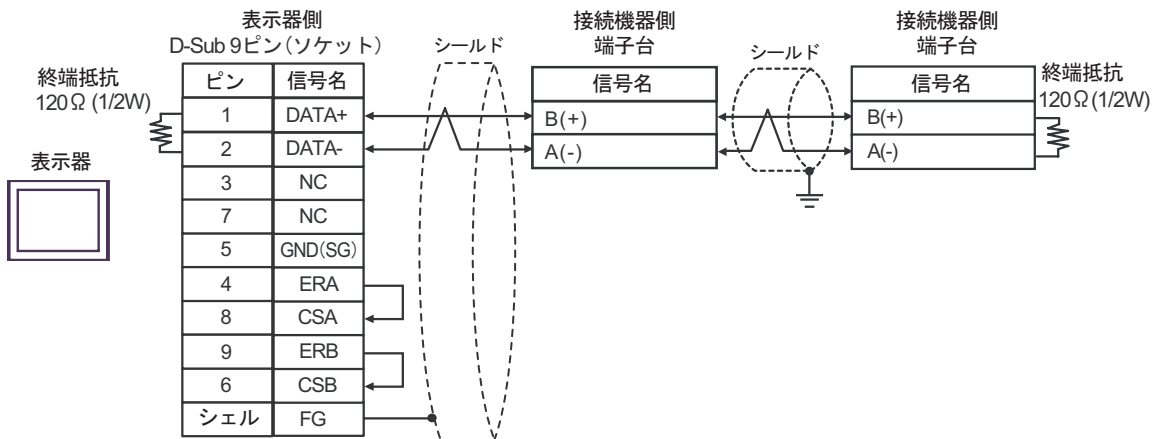 表示器側
D-Sub 9ピン(ソケット)
シールド
接続機器側
端子台
シールド
接続機器側
端子台
終端抵抗
120Ω (1/2W)
ピン 信号名
1 DATA+
2 DATA-
3 NC
7 NC
5 GND(SG)
4 ERA
8 CSA
9 ERB
6 CSB
シェル FG
表示器
信号名
B(+)
A(-)
信号名
B(+)
A(-)
終端抵抗
120Ω(1/2W)